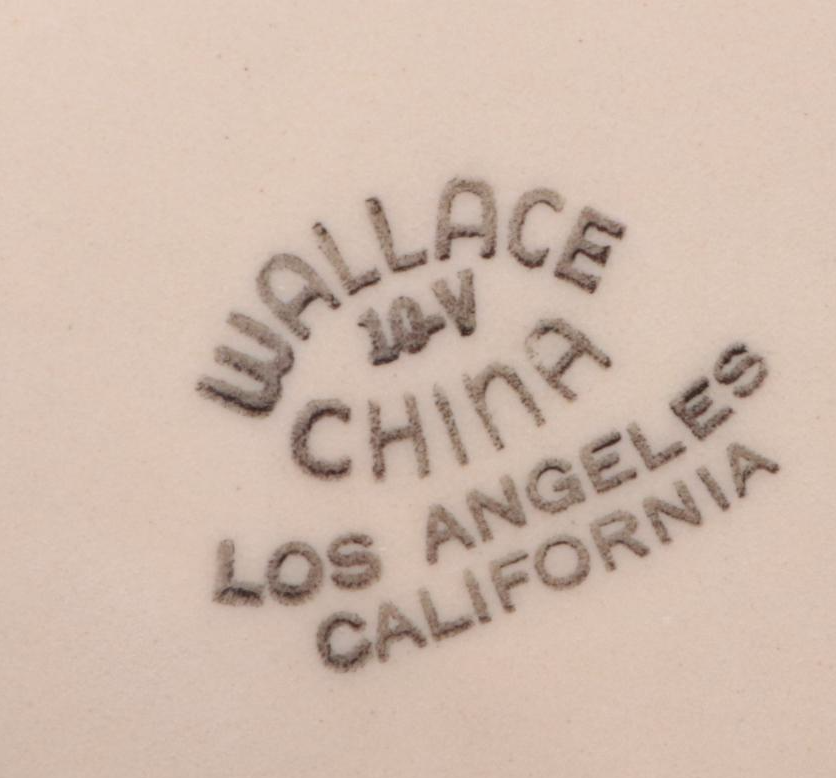 WALLACE
10-V
CHINA
LOS ANGELES
CALIFORNIA